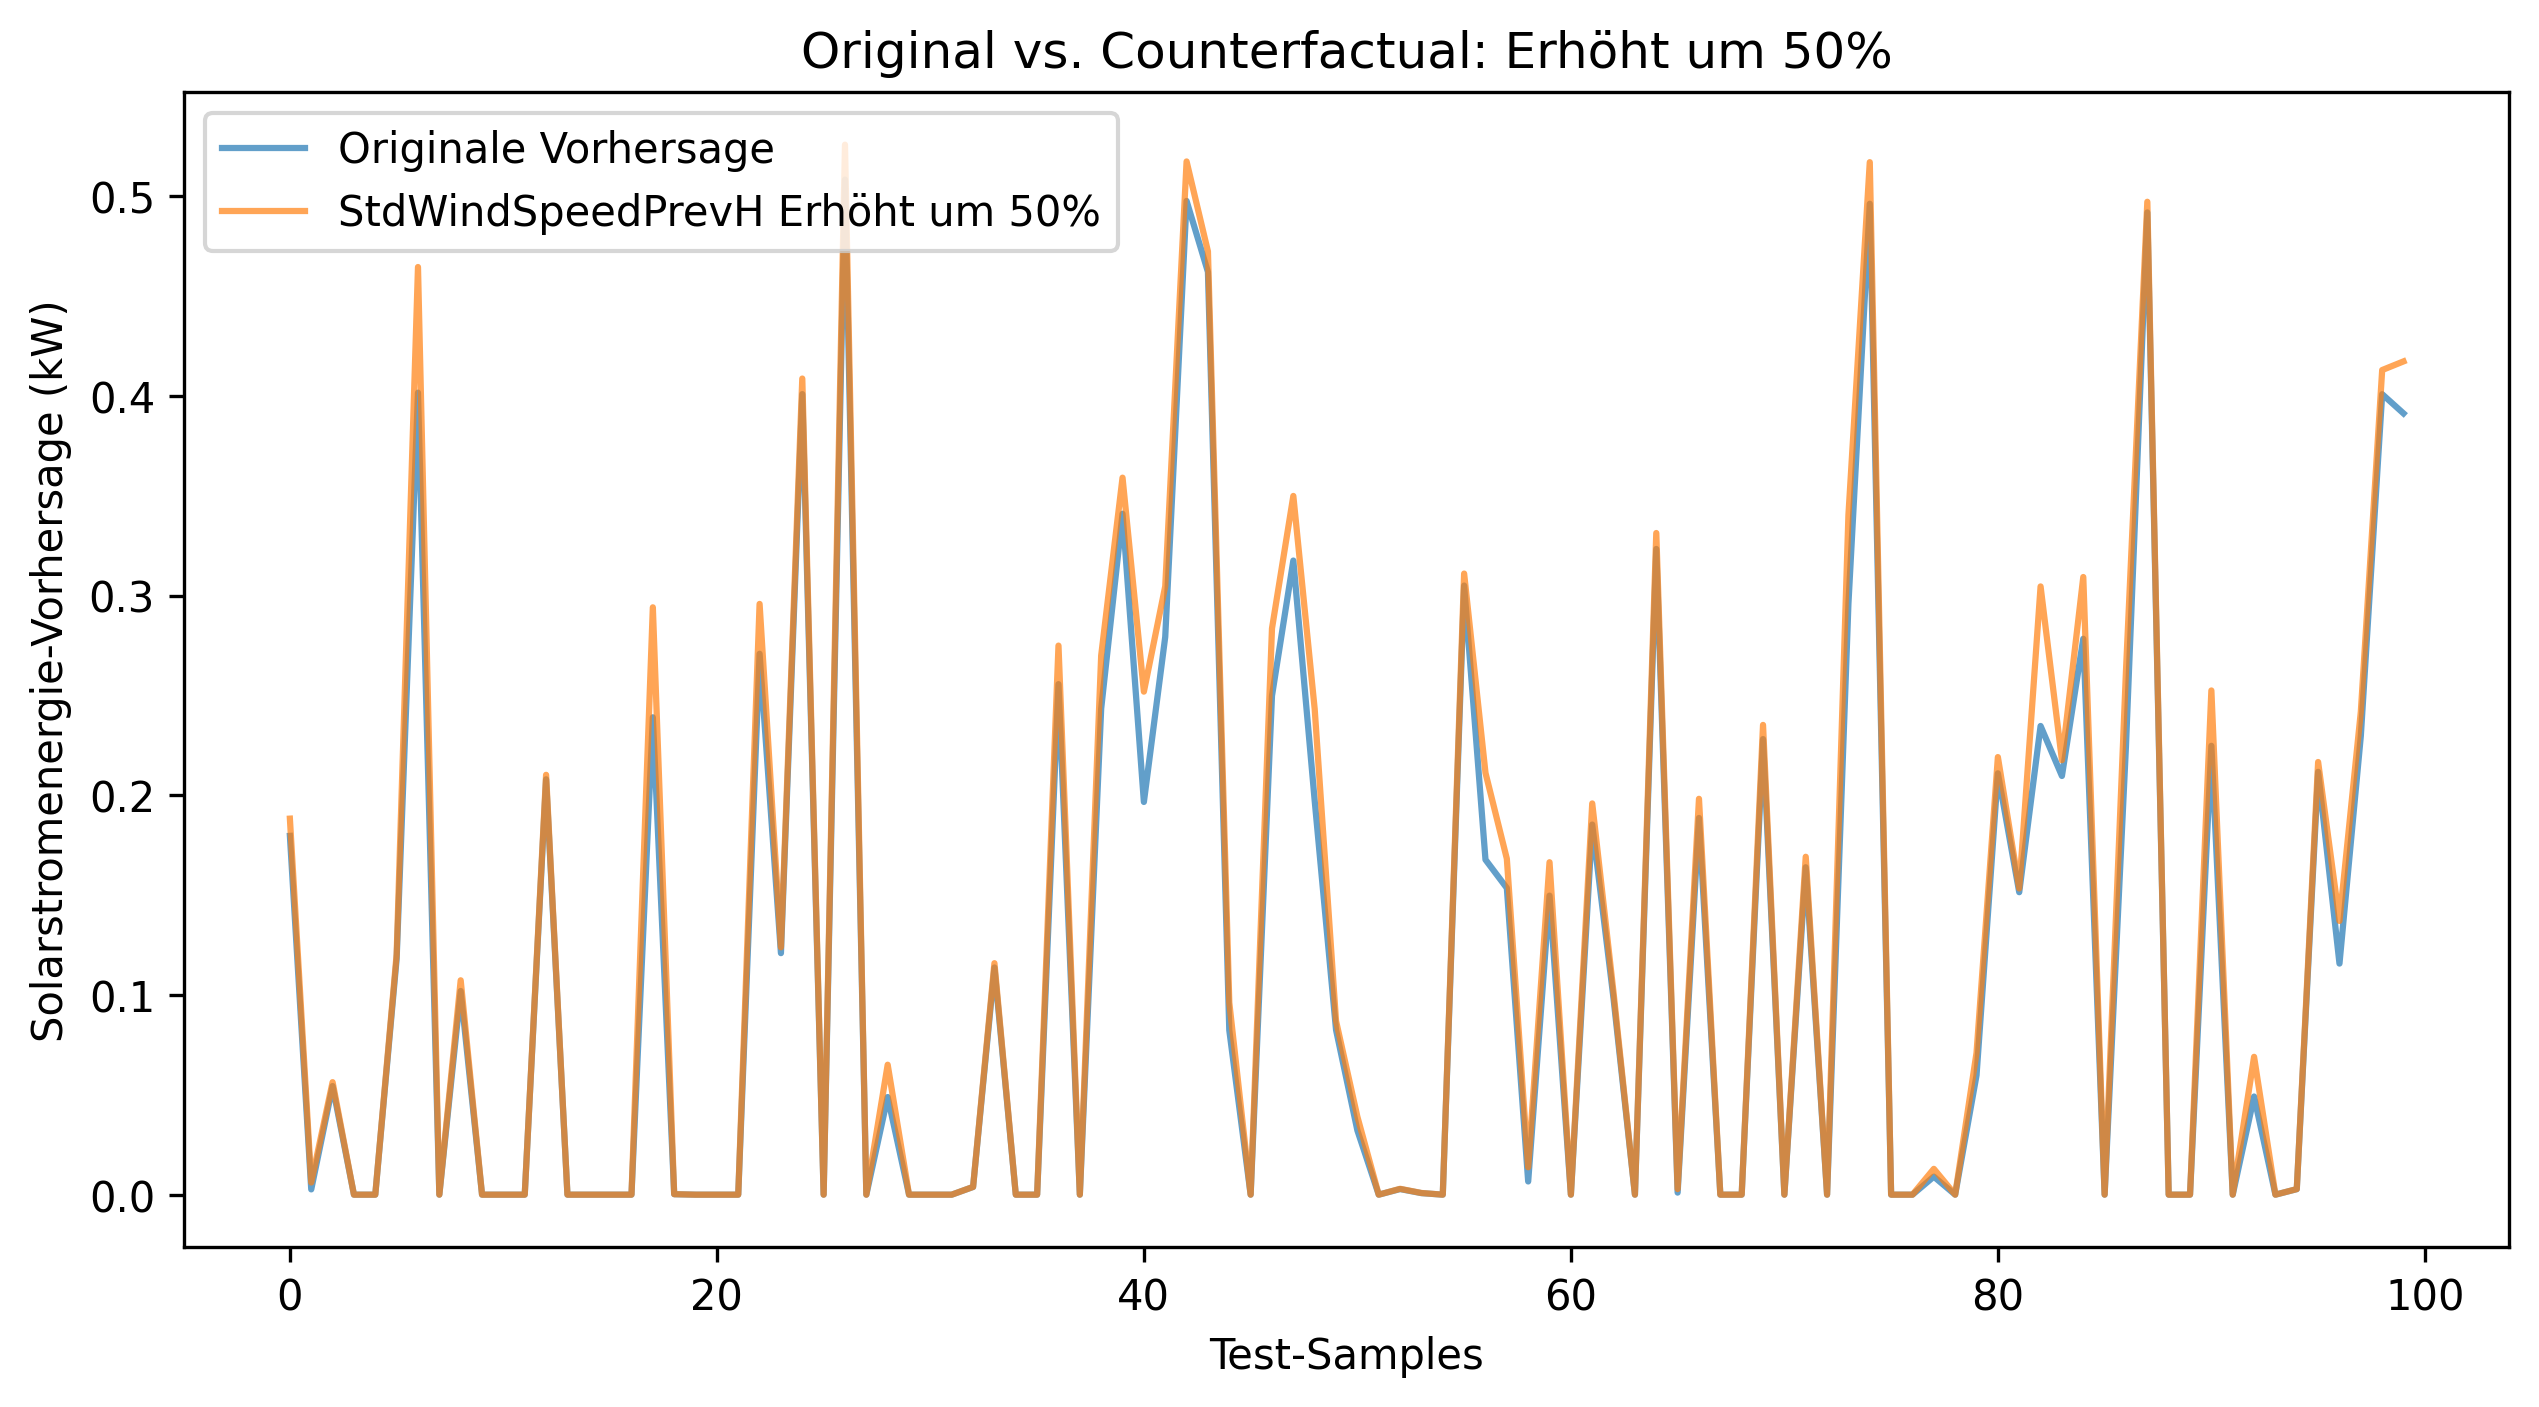 Original vs. Counterfactual: Erhöht um 50%
Originale Vorhersage
StdWindSpeedPrevH Erhöht um 50%
Solarstromenergie-Vorhersage (kW)
0.5
0.4
0.3
0.2
0.1
0.0
0 20 40 60 80 100
Test-Samples